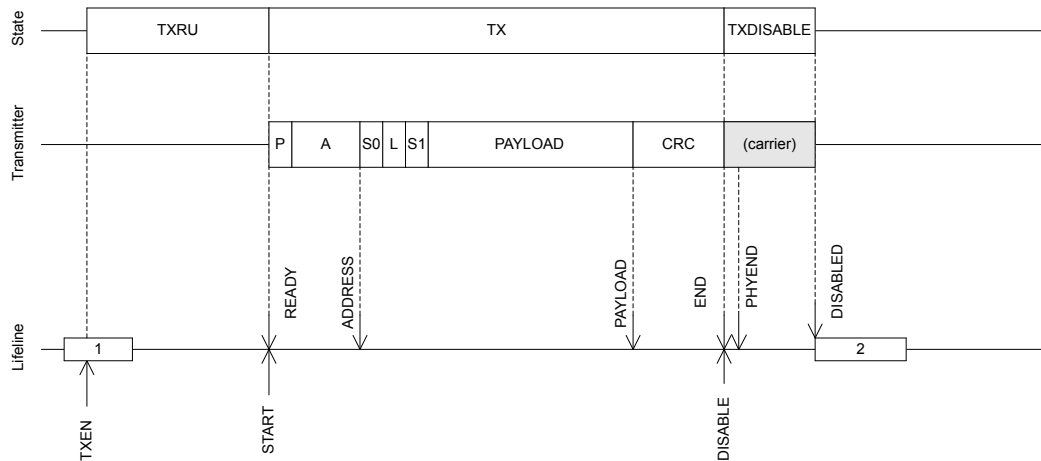 State
TXRU
TX
TXDISABLE
Transmitter
P
A
S0
L
S1
PAYLOAD
CRC
(carrier)
READY
ADDRESS
PAYLOAD
END
PHYEND
DISABLED
Lifeline
1
2
TXEN
START
DISABLE